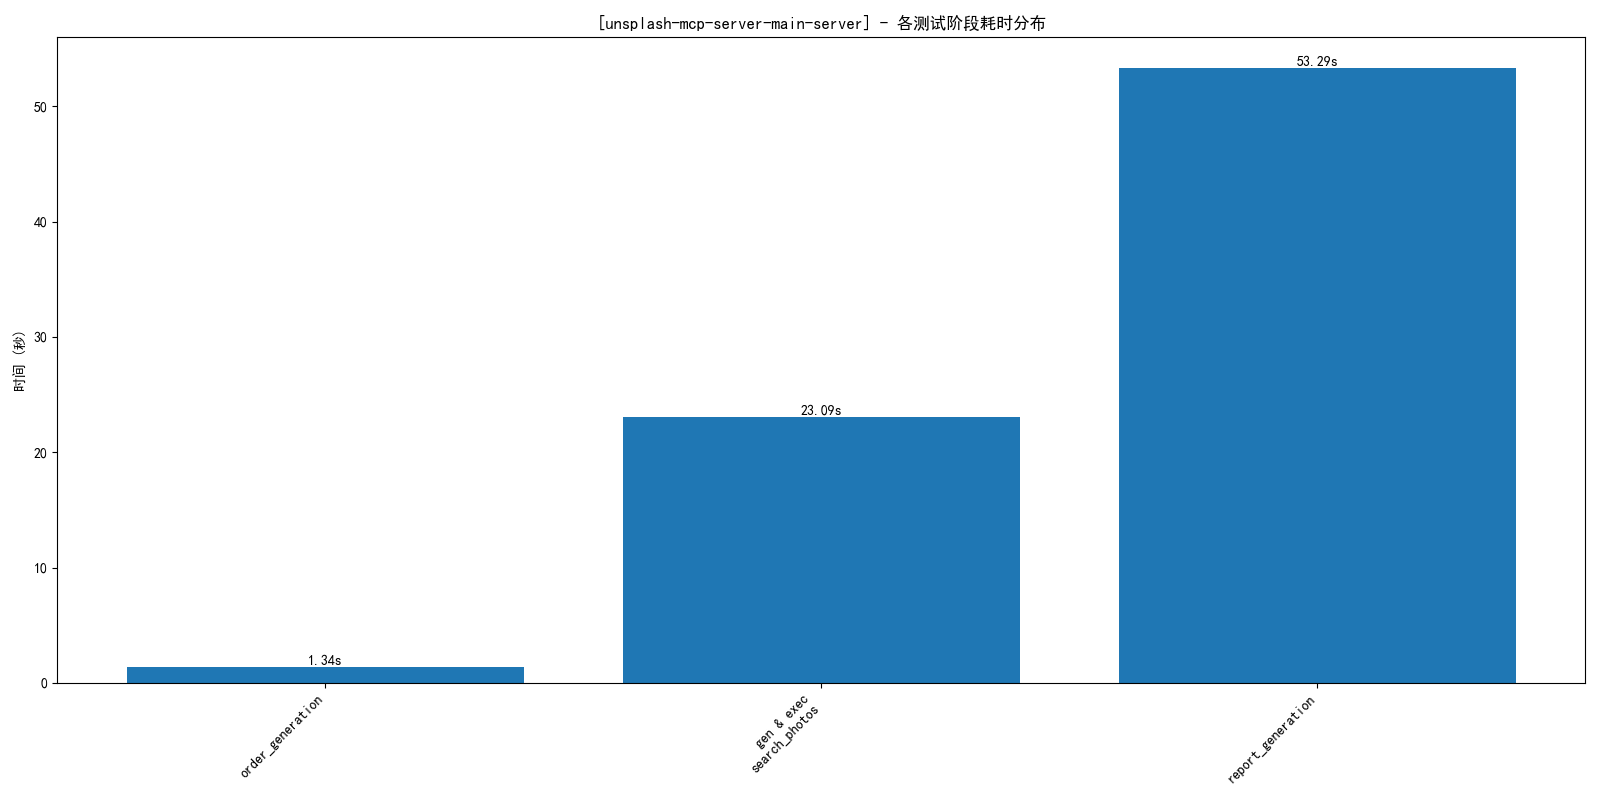 [unsplash-mcp-server-main-server] - 各测试阶段耗时分布
时间 (秒)
50
40
30
20
10
0
1.34s
23.09s
53.29s
order_generation
gen & exec
search_photos
report_generation